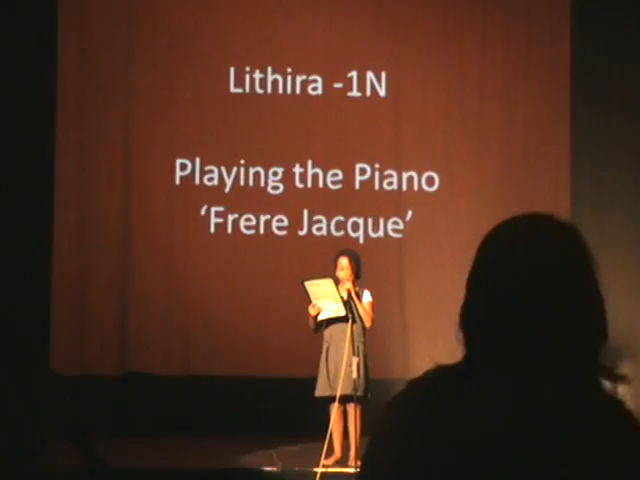 Lithira -1N
Playing the Piano
‘Frere Jacque’